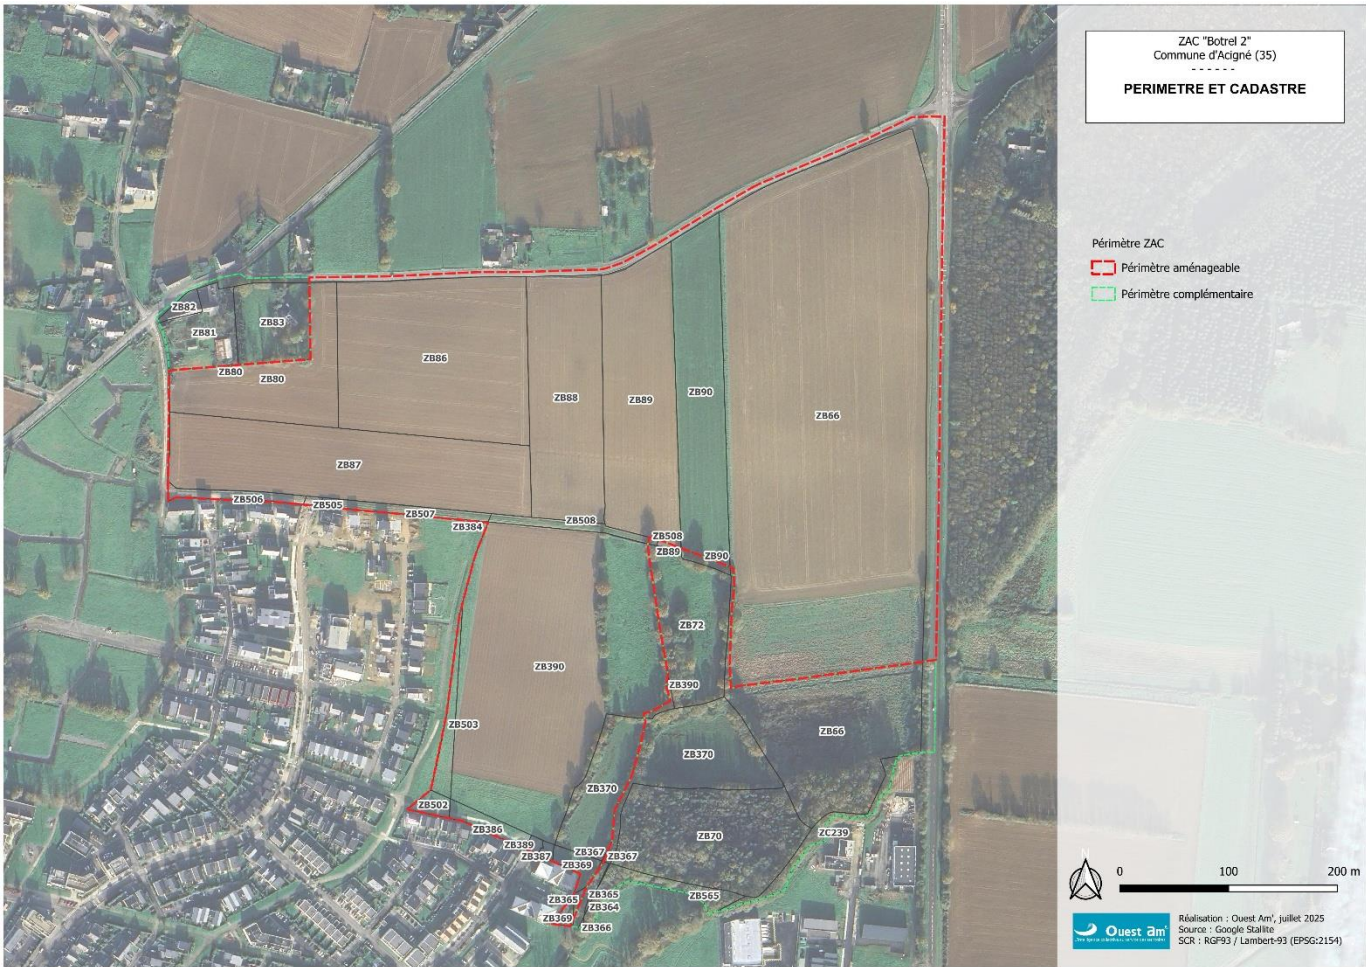 ZAC "Botrel 2"
Commune d'Acigné (35)
- - - - - -
PERIMETRE ET CADASTRE
Périmètre ZAC
Périmètre aménageable
Périmètre complémentaire
ZB82
ZB81
ZB83
ZB80
ZB80
ZB86
ZB88
ZB89
ZB90
ZB66
ZB87
ZB506
ZB505
ZB507
ZB384
ZB508
ZB508
ZB89
ZB90
ZB72
ZB390
ZB390
ZB503
ZB66
ZB370
ZB370
ZB502
ZB386
ZB389
ZB387
ZB367
ZB367
ZB369
ZB70
ZC239
ZB365
ZB365
ZB364
ZB565
ZB369
ZB366
N
0 100 200 m
Ouest am'
Réalisation : Ouest Am', juillet 2025
Source : Google Stallite
SCR : RGF93 / Lambert-93 (EPSG:2154)